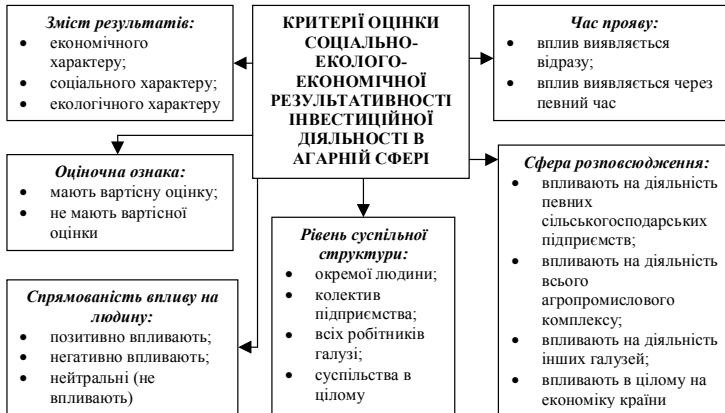 Зміст результатів:
• економічного
характеру;
• соціального характеру;
• екологічного характеру
КРИТЕРІЇ ОЦІНКИ
СОЦІАЛЬНО-
ЕКОЛОГО-
ЕКОНОМІЧНОЇ
РЕЗУЛЬТАТИВНОСТІ
ІНВЕСТИЦІЙНОЇ
ДІЯЛЬНОСТІ В
АГАРНІЙ СФЕРІ
Час прояву:
• вплив виявляється
відразу;
• вплив виявляється через
певний час
Оціночна ознака:
• мають вартісну оцінку;
• не мають вартісної
оцінки
Сфера розповсюдження:
• впливають на діяльність
певних
сільськогосподарських
підприємств;
• впливають на діяльність
всього
агропромислового
комплексу;
• впливають на діяльність
інших галузей;
• впливають в цілому на
економіку країни
Рівень суспільної
структури:
• окремої людини;
• колектив
підприємства;
• всіх робітників
галузі;
• суспільства в
цілому
Спрямованість впливу на
людину:
• позитивно впливають;
• негативно впливають;
• нейтральні (не
впливають)